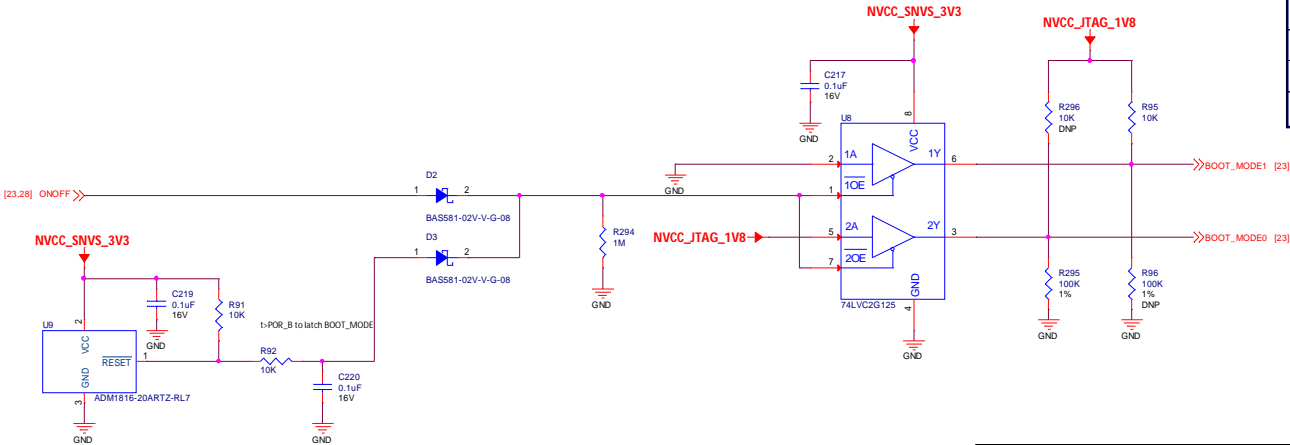 NVCC_SNVS_3V3
NVCC_JTAG_1V8
C217
0.1uF
16V
GND
R296
10K
DNP
R95
10K
U8
8
VCC
2
1A
1Y
6
GND
1
1OE
BOOT_MODE1 [23]
[23,28] ONOFF
1
D2
2
BAS581-02V-V-G-08
D3
1
2
BAS581-02V-V-G-08
R294
1M
GND
NVCC_JTAG_1V8
5
2A
2Y
3
7
2OE
BOOT_MODE0 [23]
GND
4
74LVC2G125
GND
R295
100K
1%
GND
R96
100K
1%
DNP
GND
NVCC_SNVS_3V3
C219
0.1uF
16V
GND
R91
10K
t>POR_B to latch BOOT_MODE
U9
2
VCC
RESET
1
GND
3
ADM1816-20ARTZ-RL7
GND
R92
10K
C220
0.1uF
16V
GND